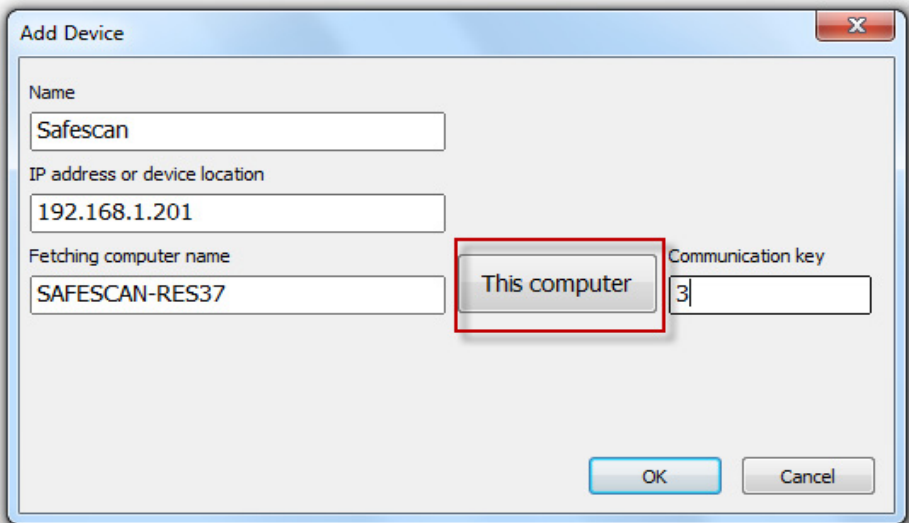 Add Device
Name
Safescan
IP address or device location
192.168.1.201
Fetching computer name
This computer
Communication key
SAFESCAN-RES37
3
OK
Cancel